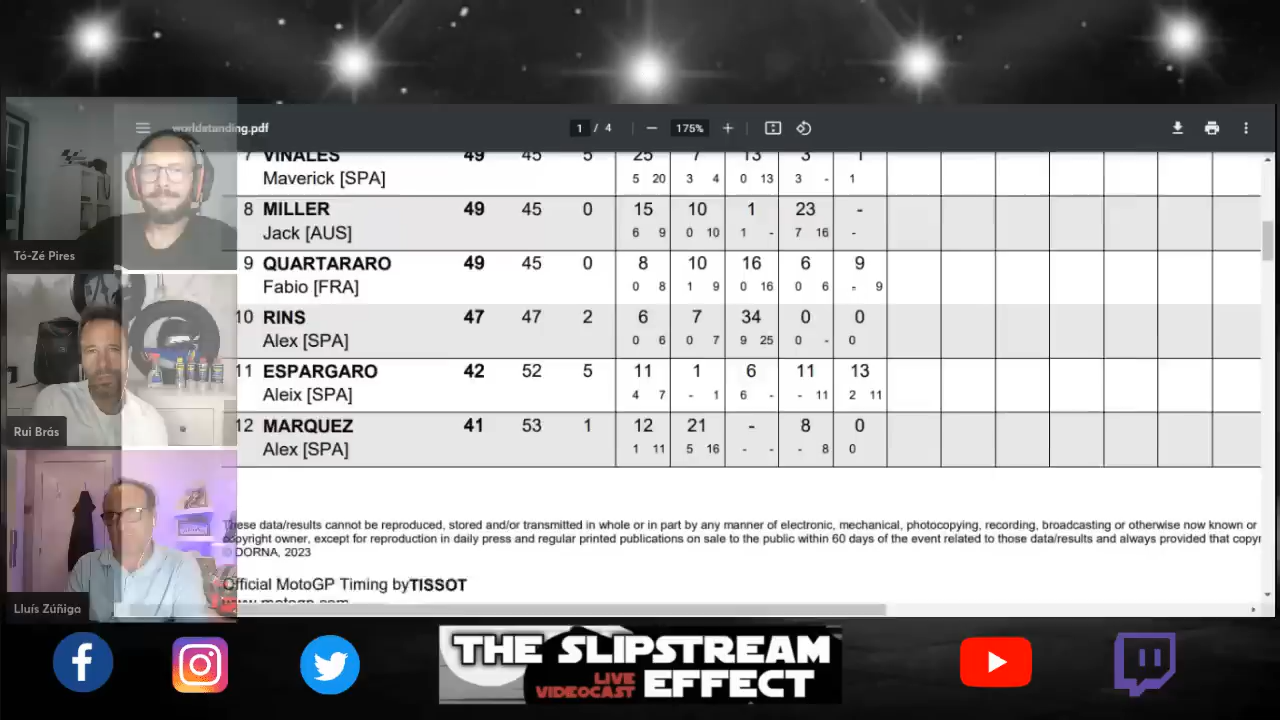 worldstanding.pdf
1 / 4 175%
7 VINALES 49 45 5 25 7 13 3 1
Maverick [SPA] 5 20 3 4 0 13 3 - 1
8 MILLER 49 45 0 15 10 1 23 -
Jack [AUS] 6 9 0 10 1 - 7 16 -
9 QUARTARARO 49 45 0 8 10 16 6 9
Fabio [FRA] 0 8 1 9 0 16 0 6 - 9
10 RINS 47 47 2 6 7 34 0 0
Alex [SPA] 0 6 0 7 9 25 0 - 0
11 ESPARGARO 42 52 5 11 1 6 11 13
Aleix [SPA] 4 7 - 1 6 - - 11 2 11
12 MARQUEZ 41 53 1 12 21 - 8 0
Alex [SPA] 1 11 5 16 - - - 8 0
These data/results cannot be reproduced, stored and/or transmitted in whole or in part by any manner of electronic, mechanical, photocopying, recording, broadcasting or otherwise now known or
copyright owner, except for reproduction in daily press and regular printed publications on sale to the public within 60 days of the event related to those data/results and always provided that copyr
© DORNA, 2023
Official MotoGP Timing by TISSOT
www.motogp.com
Tó-Zé Pires
Rui Brás
Lluís Zúñiga
THE SLIPSTREAM
LIVE
VIDEOCAST
EFFECT